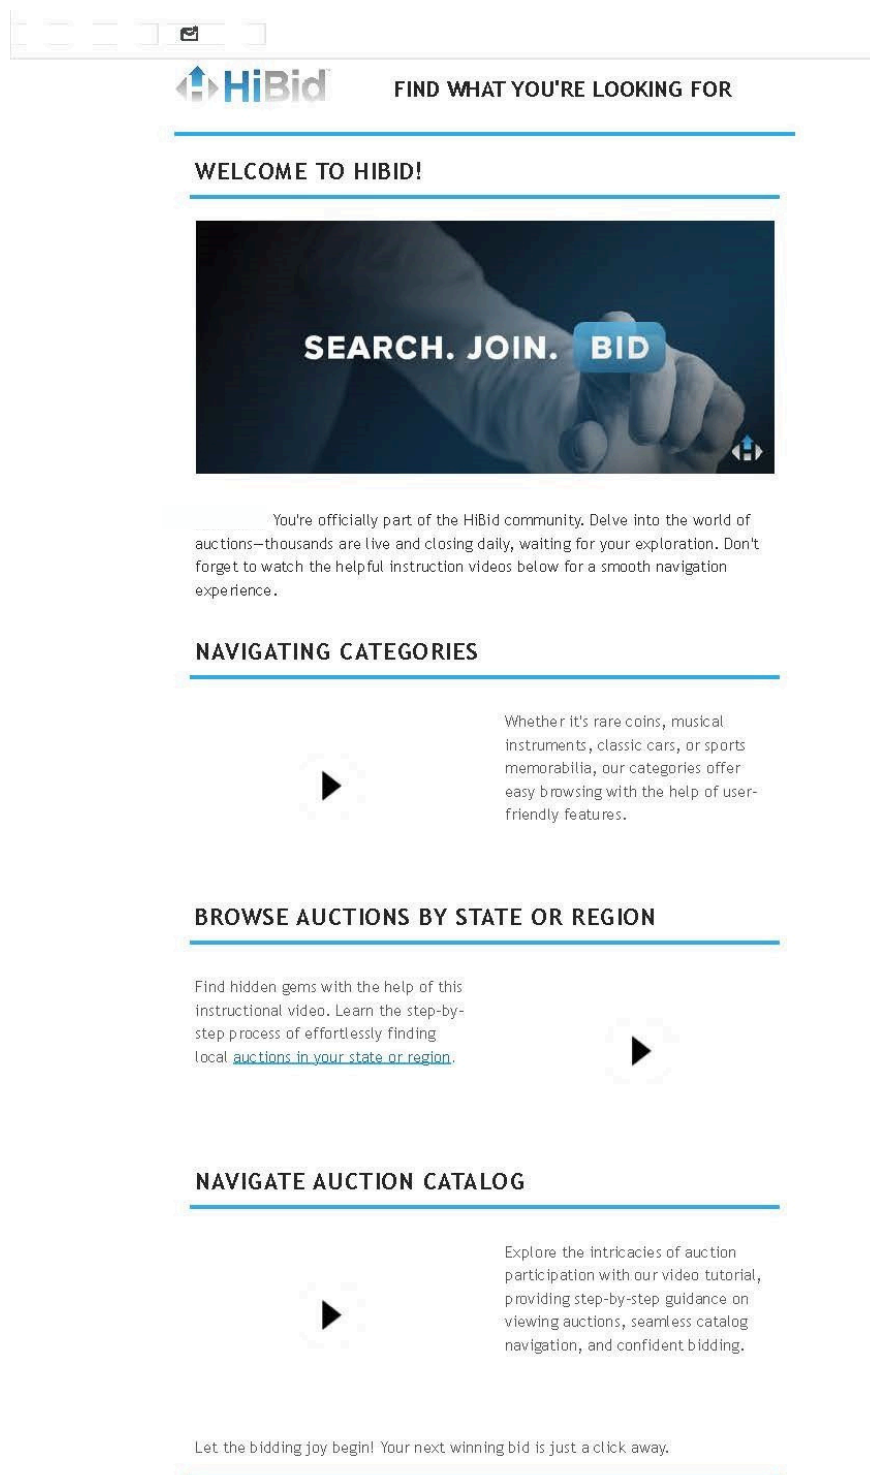 HiBid
FIND WHAT YOU'RE LOOKING FOR
WELCOME TO HIBID!
SEARCH. JOIN. BID
You're officially part of the HiBid community. Delve into the world of
auctions—thousands are live and closing daily, waiting for your exploration. Don't
forget to watch the helpful instruction videos below for a smooth navigation
experience.
NAVIGATING CATEGORIES
Whether it's rare coins, musical
instruments, classic cars, or sports
memorabilia, our categories offer
easy browsing with the help of user-
friendly features.
BROWSE AUCTIONS BY STATE OR REGION
Find hidden gems with the help of this
instructional video. Learn the step-by-
step process of effortlessly finding
local auctions in your state or region.
NAVIGATE AUCTION CATALOG
Explore the intricacies of auction
participation with our video tutorial,
providing step-by-step guidance on
viewing auctions, seamless catalog
navigation, and confident bidding.
Let the bidding joy begin! Your next winning bid is just a click away.